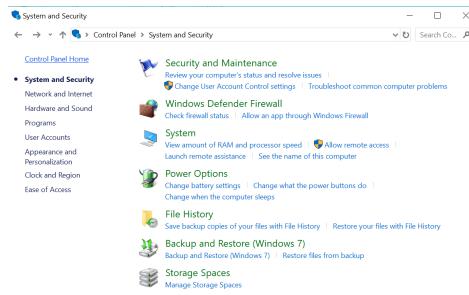 System and Security
Control Panel > System and Security
Search Co...
Control Panel Home
System and Security
Network and Internet
Hardware and Sound
Programs
User Accounts
Appearance and
Personalization
Clock and Region
Ease of Access
Security and Maintenance
Review your computer's status and resolve issues
Change User Account Control settings
Troubleshoot common computer problems
Windows Defender Firewall
Check firewall status
Allow an app through Windows Firewall
System
View amount of RAM and processor speed
Allow remote access
Launch remote assistance
See the name of this computer
Power Options
Change battery settings
Change what the power buttons do
Change when the computer sleeps
File History
Save backup copies of your files with File History
Restore your files with File History
Backup and Restore (Windows 7)
Backup and Restore (Windows 7)
Restore files from backup
Storage Spaces
Manage Storage Spaces